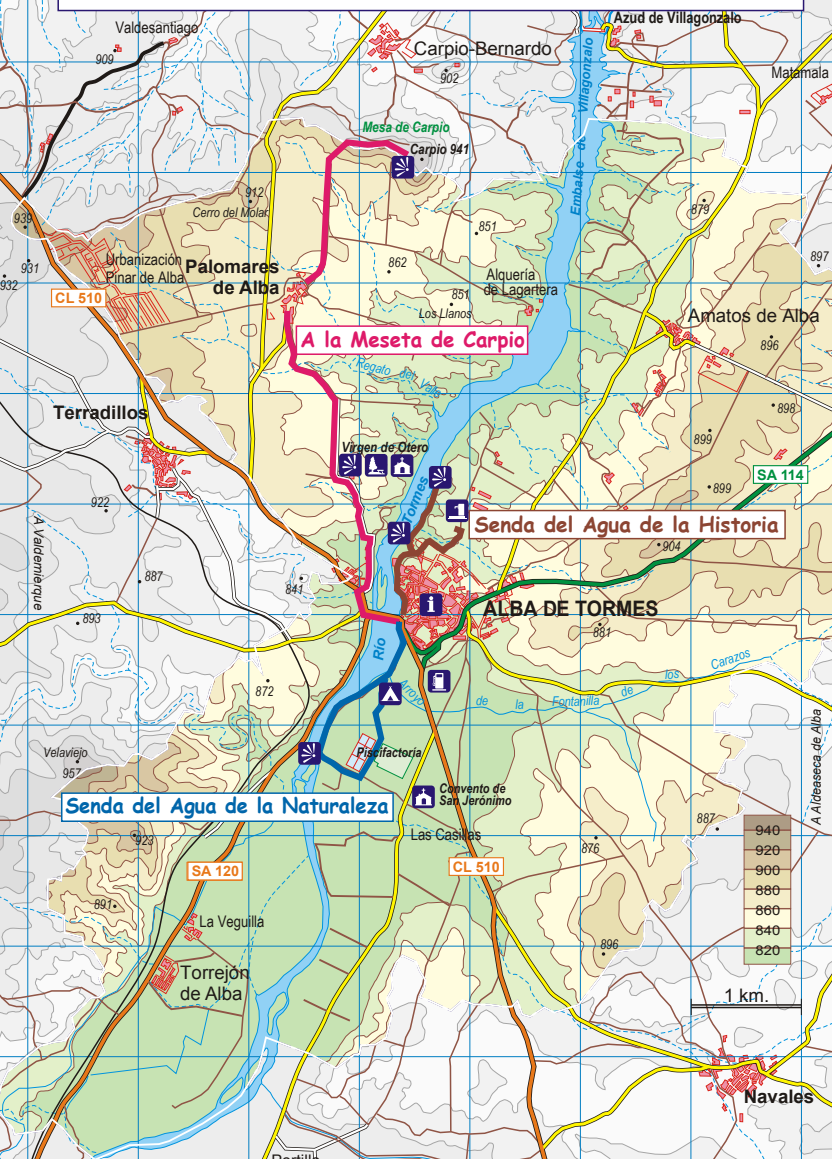 Valdesantiago
Azud de Villagonzalo
Carpio-Bernardo
909
902
Matamala
Embalse de Villagonzalo
Mesa de Carpio
Carpio 941
912
Cerro del Molar
879
939
851
931
Urbanización
Pinar de Alba
Palomares
de Alba
862
897
932
Alquería
de Lagartera
CL 510
851
Los Llanos
Amatos de Alba
A la Meseta de Carpio
896
Regato del Valle
Terradillos
898
899
Virgen de Otero
SA 114
899
922
Tormes
Senda del Agua de la Historia
A Valdemierque
904
887
841
i
ALBA DE TORMES
893
881
Río
872
Arroyo de la Fontanilla de los Carazos
Velaviejo
957
Piscifactoría
A Aldeaseca de Alba
Convento de
San Jerónimo
Senda del Agua de la Naturaleza
887
923
Las Casillas
876
940
920
900
880
860
840
820
SA 120
CL 510
891
La Veguilla
896
Torrejón
de Alba
1 km.
Navales